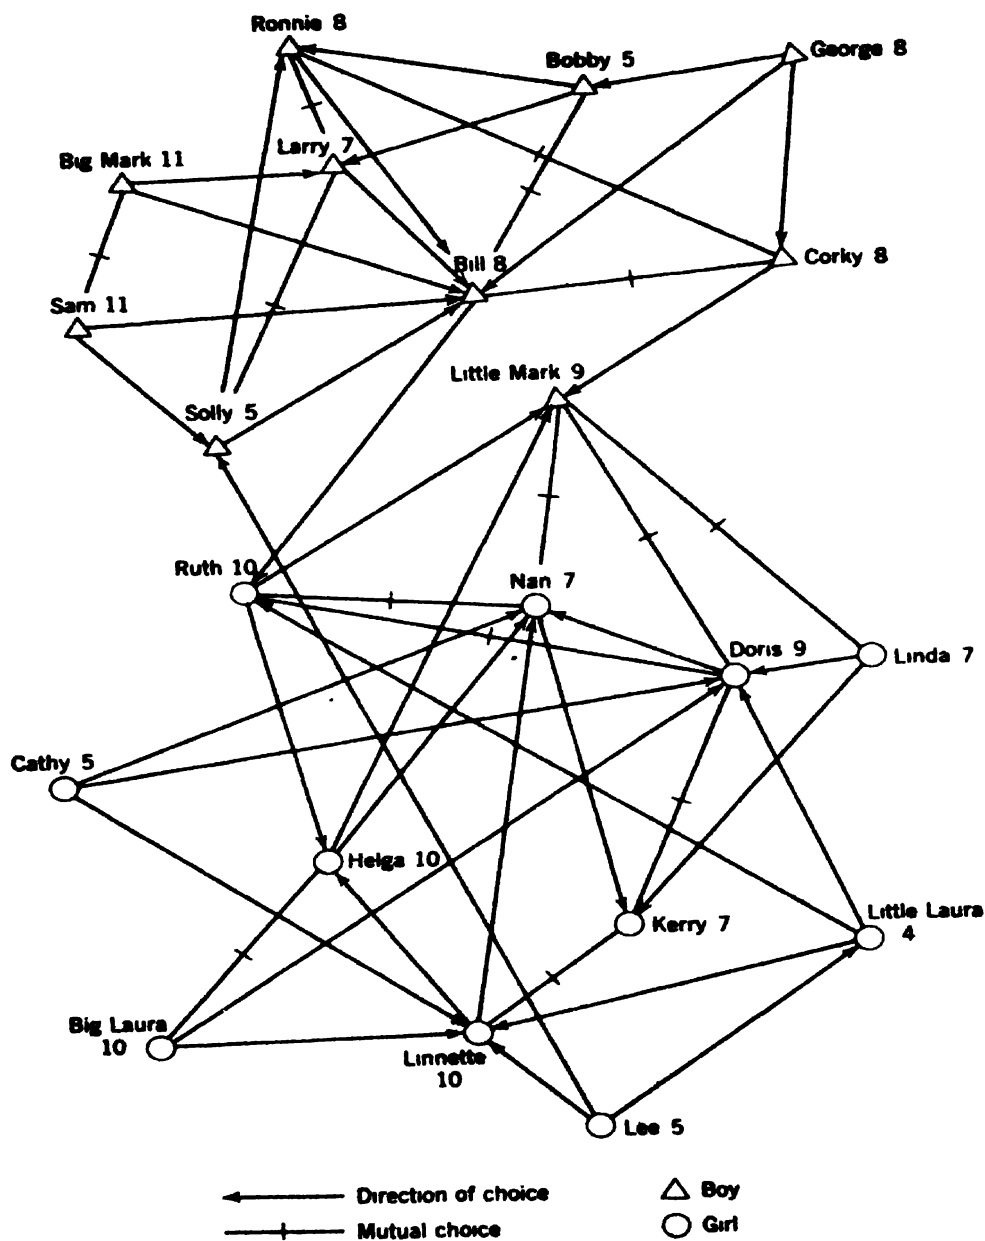 Ronnie 8
Bobby 5
George 8
Larry 7
Big Mark 11
Bill 8
Corky 8
Sam 11
Little Mark 9
Solly 5
Ruth 10
Nan 7
Doris 9
Linda 7
Cathy 5
Helga 10
Kerry 7
Little Laura
4
Big Laura
10
Linnette
10
Lee 5
Direction of choice
Boy
Mutual choice
Girl